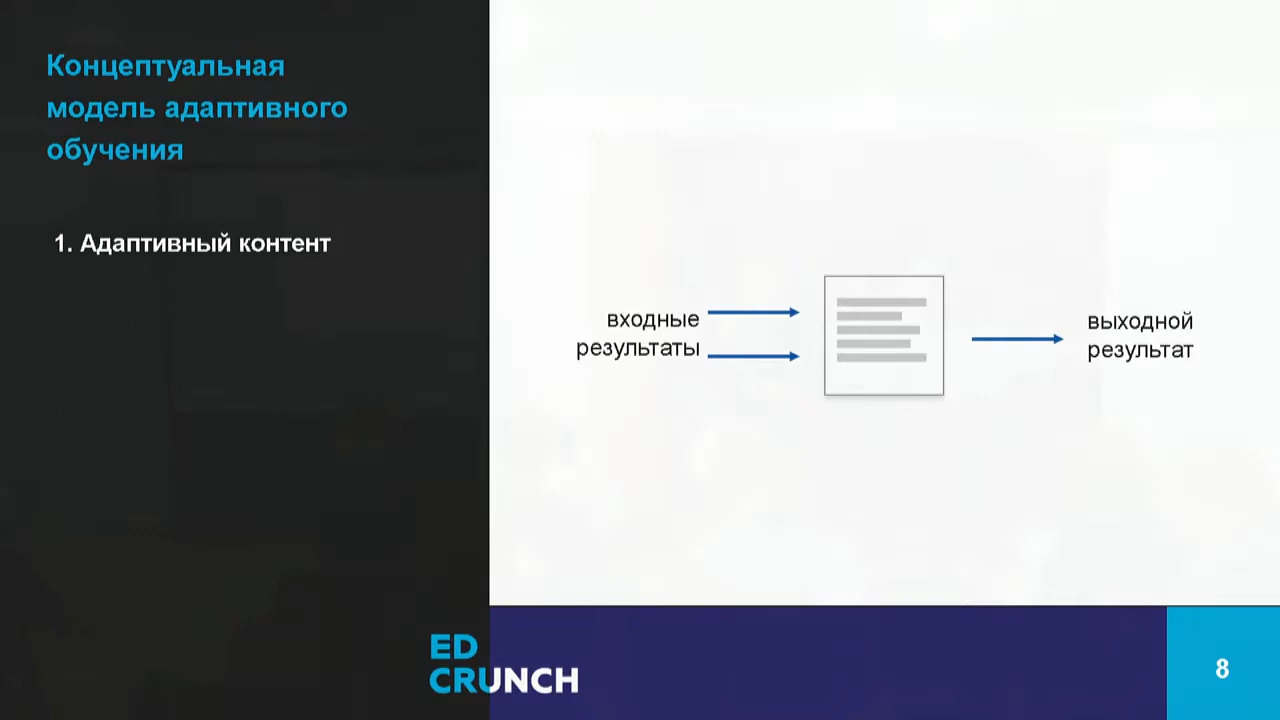 Концептуальная
модель адаптивного
обучения
1. Адаптивный контент
входные
результаты
выходной
результат
ED
CRUNCH
8